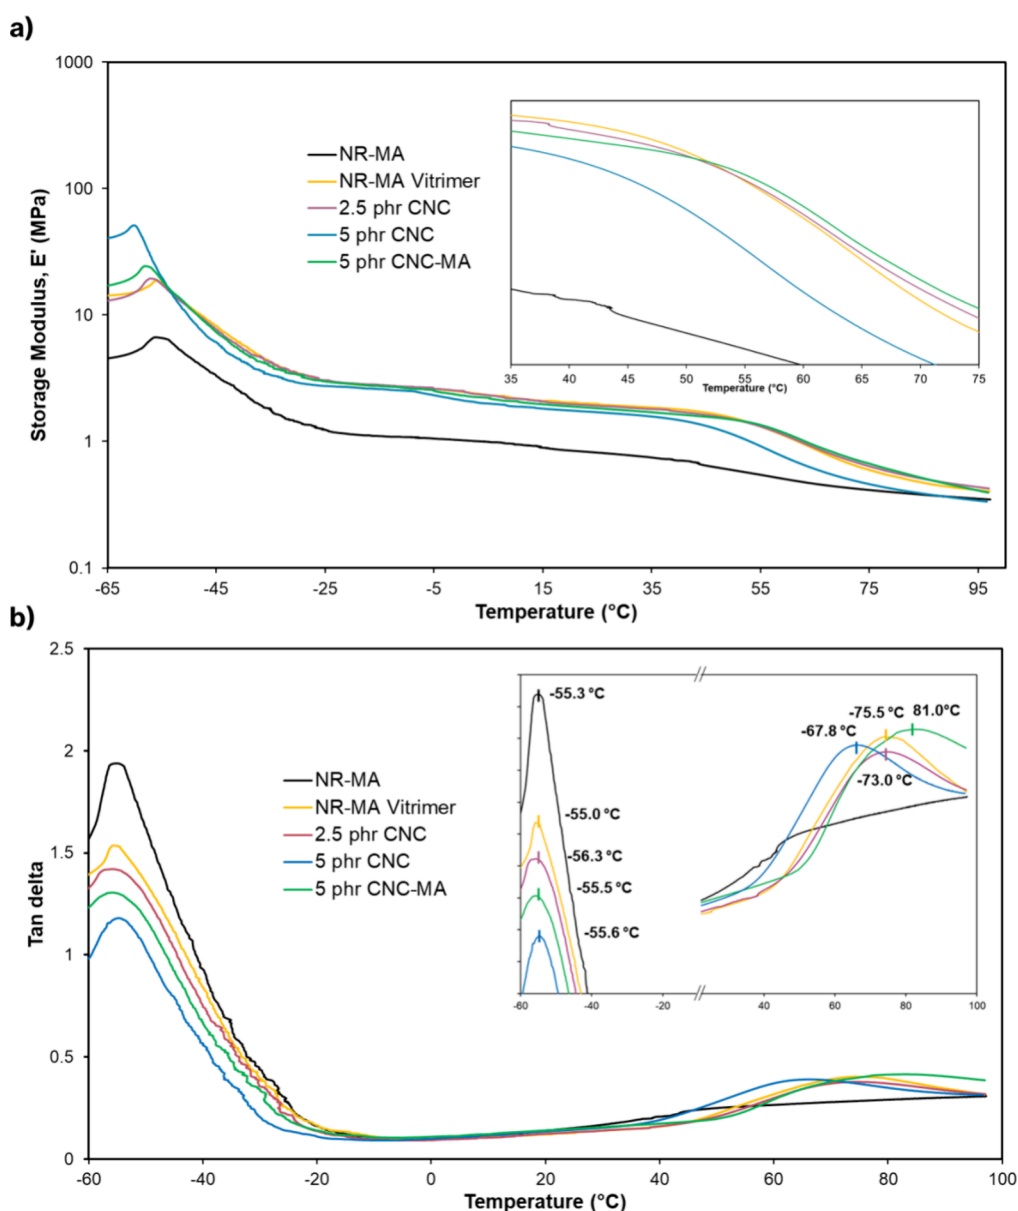 a)
1000
100
10
1
0.1
Storage Modulus, E' (MPa)
NR-MA
NR-MA Vitrimer
2.5 phr CNC
5 phr CNC
5 phr CNC-MA
35 40 45 50 55 60 65 70 75
Temperature (°C)
-65 -45 -25 -5 15 35 55 75 95
Temperature (°C)
b)
2.5
2
1.5
1
0.5
0
Tan delta
NR-MA
NR-MA Vitrimer
2.5 phr CNC
5 phr CNC
5 phr CNC-MA
-55.3 °C
-55.0 °C
-56.3 °C
-55.5 °C
-55.6 °C
-75.5 °C
81.0°C
-67.8 °C
-73.0 °C
-60 -40 -20 40 60 80 100
-60 -40 -20 0 20 40 60 80 100
Temperature (°C)